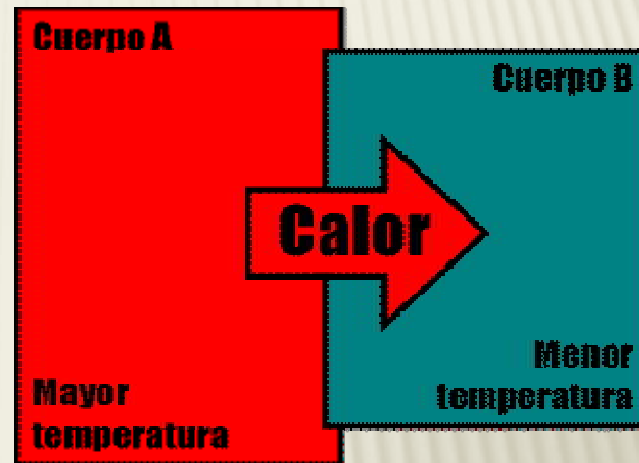 Cuerpo A
Cuerpo B
Calor
Mayor
temperatura
Menor
temperatura